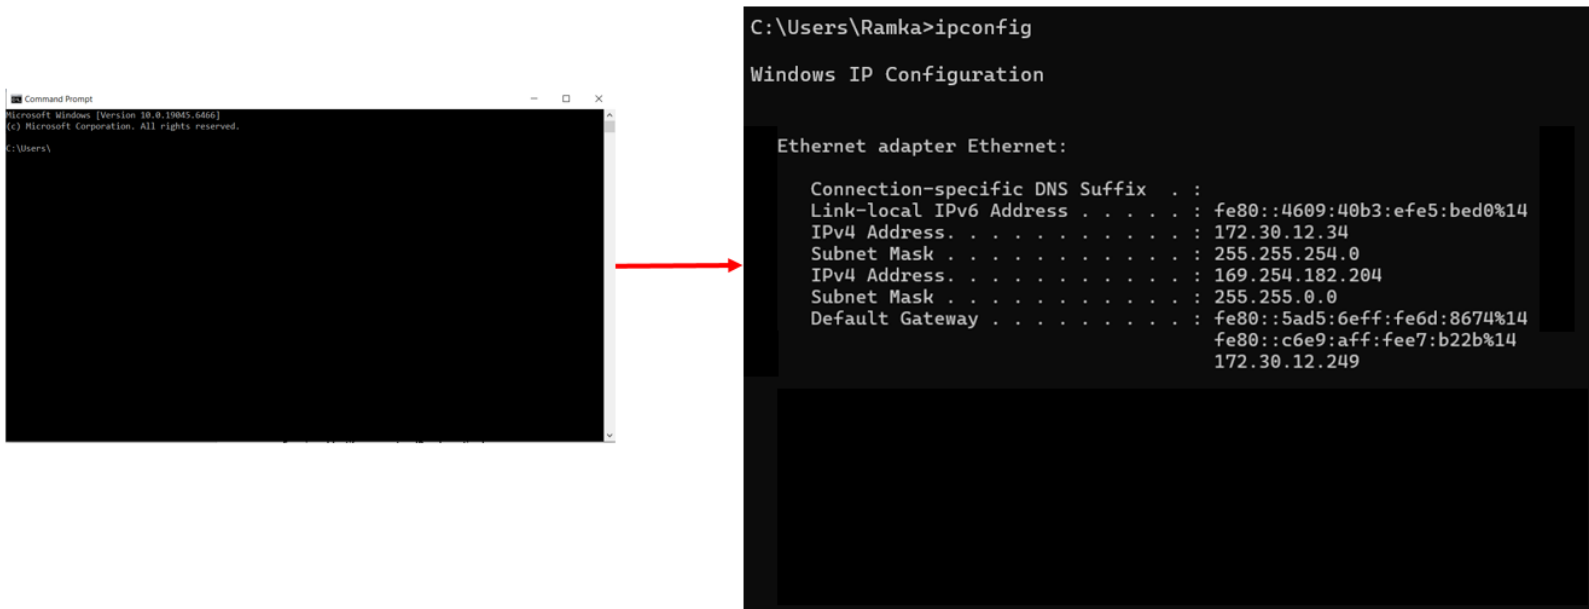 Command Prompt
Microsoft Windows [Version 10.0.19045.6466]
(c) Microsoft Corporation. All rights reserved.
C:\Users\
C:\Users\Ramka>ipconfig
Windows IP Configuration
Ethernet adapter Ethernet:
Connection-specific DNS Suffix  . :
Link-local IPv6 Address . . . . . : fe80::4609:40b3:efe5:bed0%14
IPv4 Address. . . . . . . . . . . : 172.30.12.34
Subnet Mask . . . . . . . . . . . : 255.255.254.0
IPv4 Address. . . . . . . . . . . : 169.254.182.204
Subnet Mask . . . . . . . . . . . : 255.255.0.0
Default Gateway . . . . . . . . . : fe80::5ad5:6eff:fe6d:8674%14
fe80::c6e9:aff:fee7:b22b%14
172.30.12.249